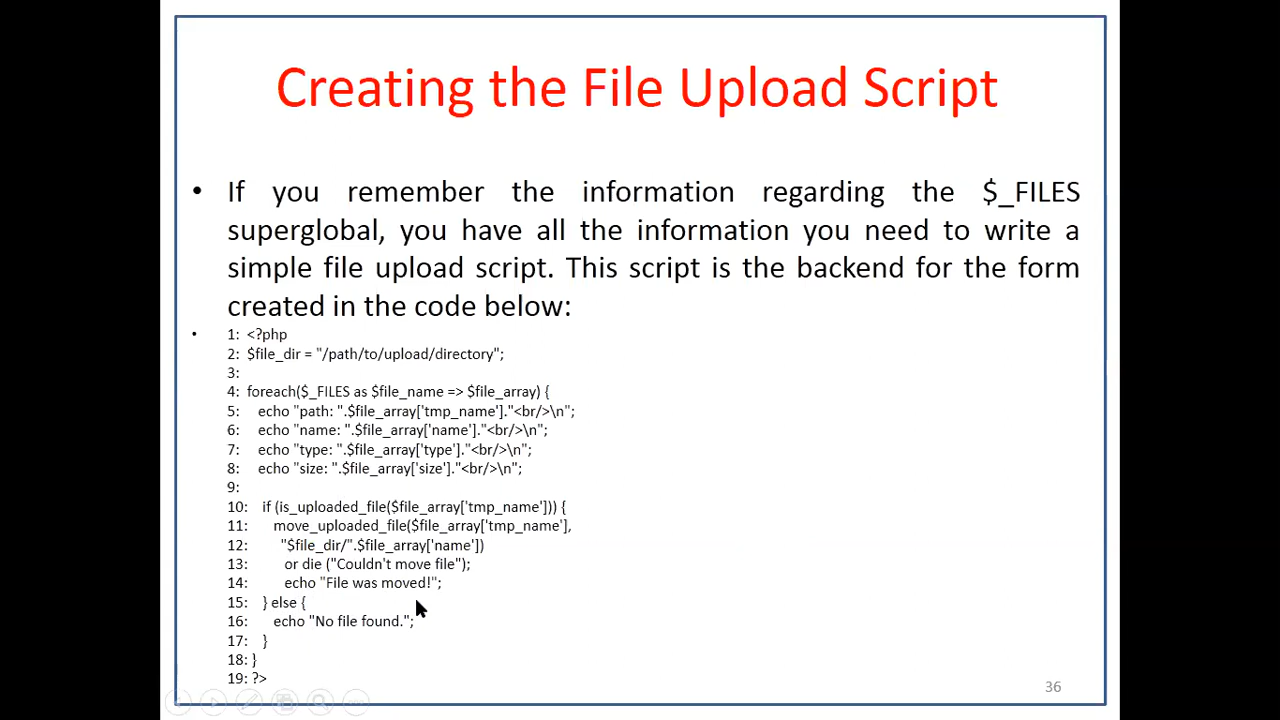 Creating the File Upload Script
• If you remember the information regarding the $_FILES
superglobal, you have all the information you need to write a
simple file upload script. This script is the backend for the form
created in the code below:
• 1: <?php
2: $file_dir = "/path/to/upload/directory";
3:
4: foreach($_FILES as $file_name => $file_array) {
5: echo "path: ".$file_array['tmp_name']."<br/>\n";
6: echo "name: ".$file_array['name']."<br/>\n";
7: echo "type: ".$file_array['type']."<br/>\n";
8: echo "size: ".$file_array['size']."<br/>\n";
9:
10: if (is_uploaded_file($file_array['tmp_name'])) {
11: move_uploaded_file($file_array['tmp_name'],
12: "$file_dir/".$file_array['name'])
13: or die ("Couldn't move file");
14: echo "File was moved!";
15: } else {
16: echo "No file found.";
17: }
18: }
19: ?>
36